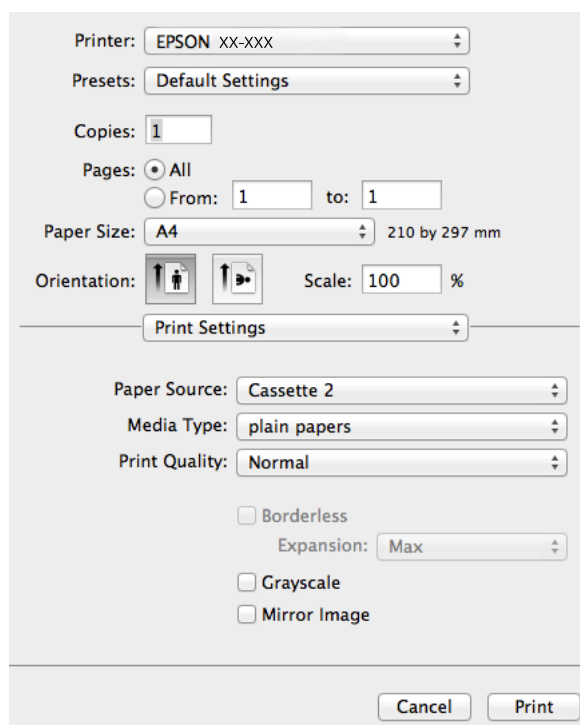 Printer: EPSON XX-XXX
Presets: Default Settings
Copies: 1
Pages: All
From: 1 to: 1
Paper Size: A4 210 by 297 mm
Orientation: Scale: 100 %
Print Settings
Paper Source: Cassette 2
Media Type: plain papers
Print Quality: Normal
Borderless
Expansion: Max
Grayscale
Mirror Image
Cancel Print